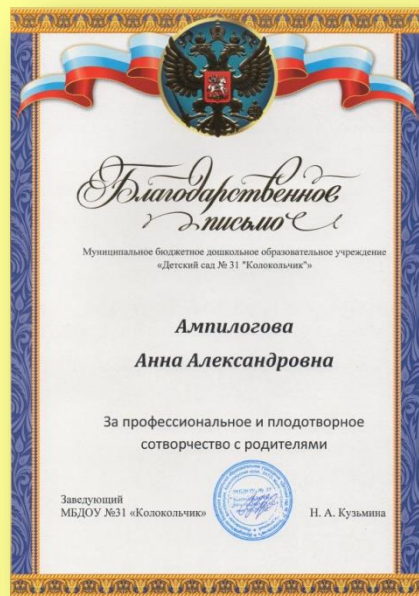 Благодарственное
письмо
Муниципальное бюджетное дошкольное образовательное учреждение
«Детский сад № 31 "Колокольчик"»
Ампилогова
Анна Александровна
За профессиональное и плодотворное
сотворчество с родителями
Заведующий
МБДОУ №31 «Колокольчик»
Н. А. Кузьмина